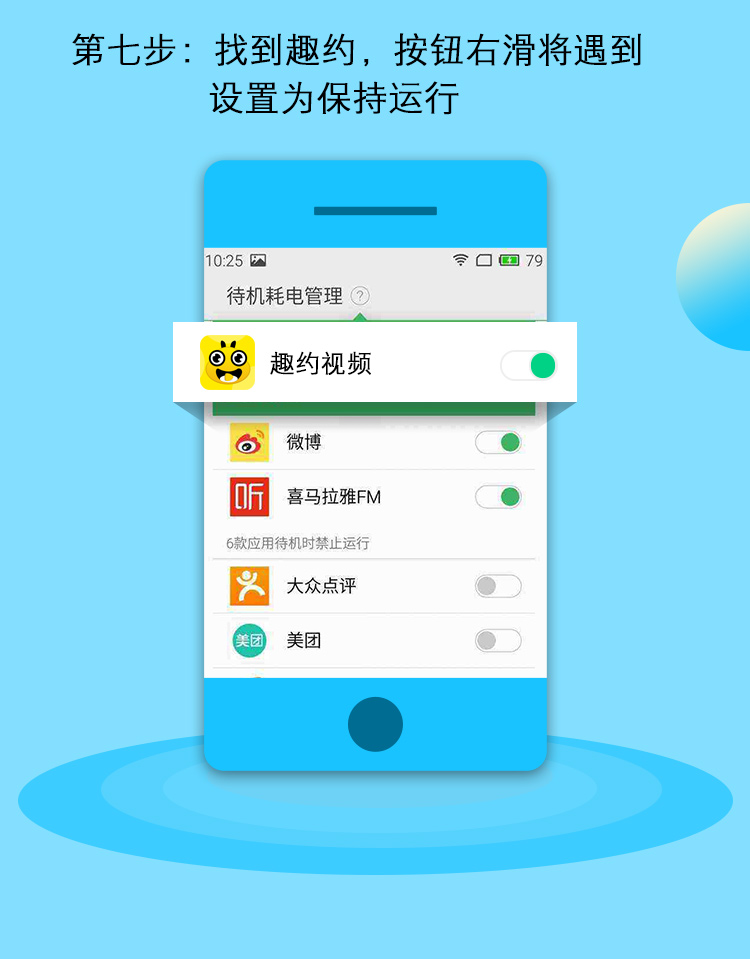 第七步：找到趣约，按钮右滑将遇到
设置为保持运行
10:25 79
待机耗电管理 ?
趣约视频
微博
听 喜马拉雅FM
6款应用待机时禁止运行
大众点评
美团 美团